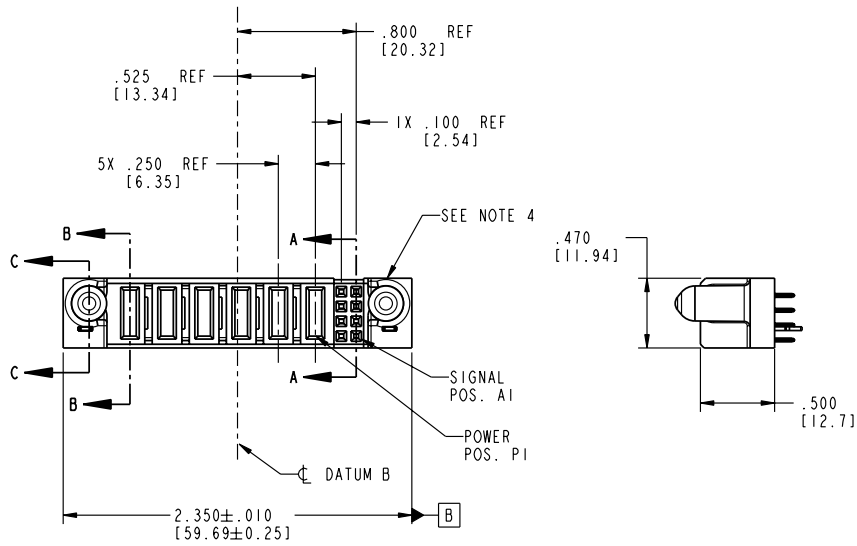 .800 REF
[20.32]
.525 REF
[13.34]
1X .100 REF
[2.54]
5X .250 REF
[6.35]
SEE NOTE 4
B
A
C
.470
[11.94]
C
B
A
SIGNAL
POS. A1
POWER
POS. P1
.500
[12.7]
℄ DATUM B
2.350±.010
[59.69±0.25]
B